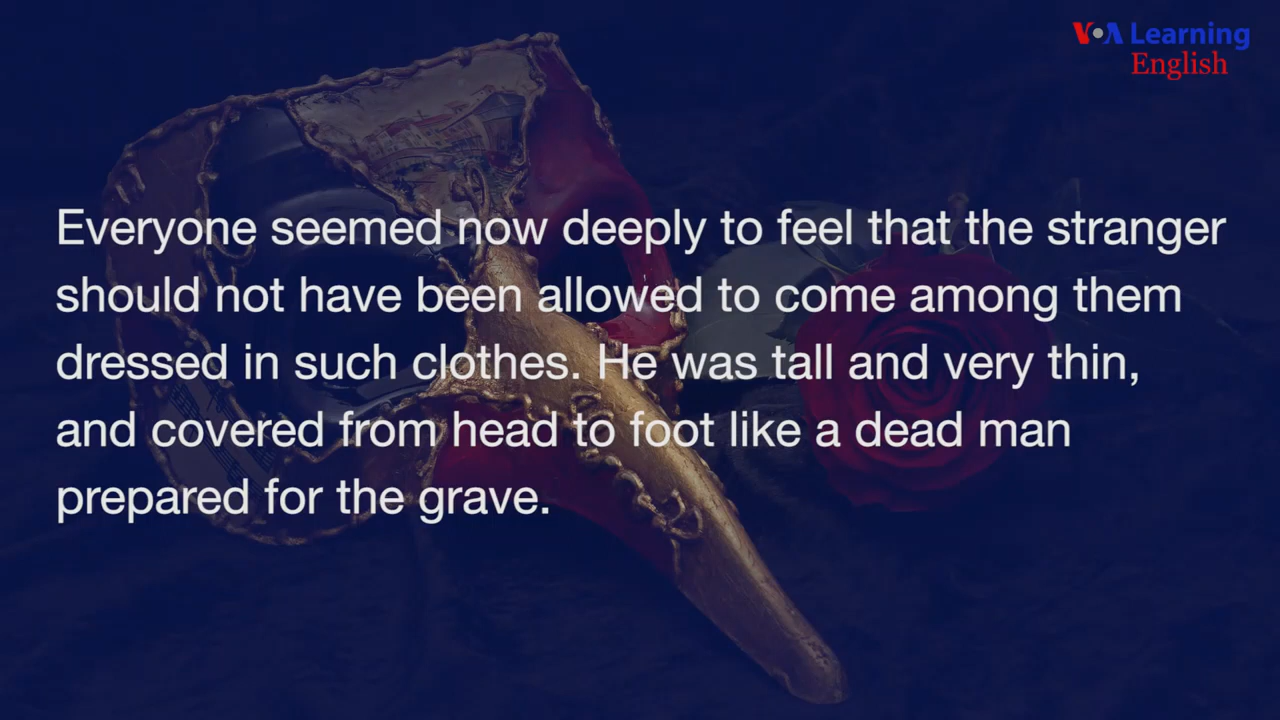 VOA Learning
English
Everyone seemed now deeply to feel that the stranger
should not have been allowed to come among them
dressed in such clothes. He was tall and very thin,
and covered from head to foot like a dead man
prepared for the grave.